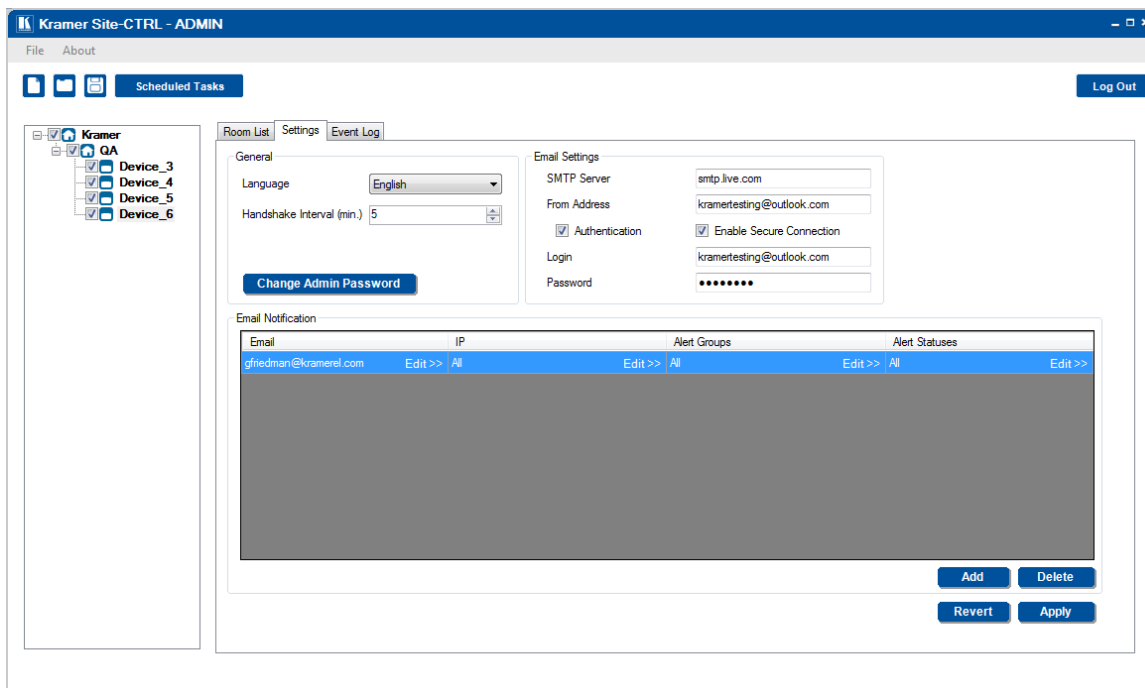 Kramer Site-CTRL - ADMIN
File About
Scheduled Tasks
Log Out
Kramer
QA
Device_3
Device_4
Device_5
Device_6
Room List Settings Event Log
General
Language English
Handshake Interval (min.) 5
Change Admin Password
Email Settings
SMTP Server smtp.live.com
From Address kramertesting@outlook.com
Authentication Enable Secure Connection
Login kramertesting@outlook.com
Password ••••••••
Email Notification
Email IP Alert Groups Alert Statuses
gfriedman@kramerel.com Edit >> All Edit >> All Edit >> All Edit >>
Add Delete
Revert Apply